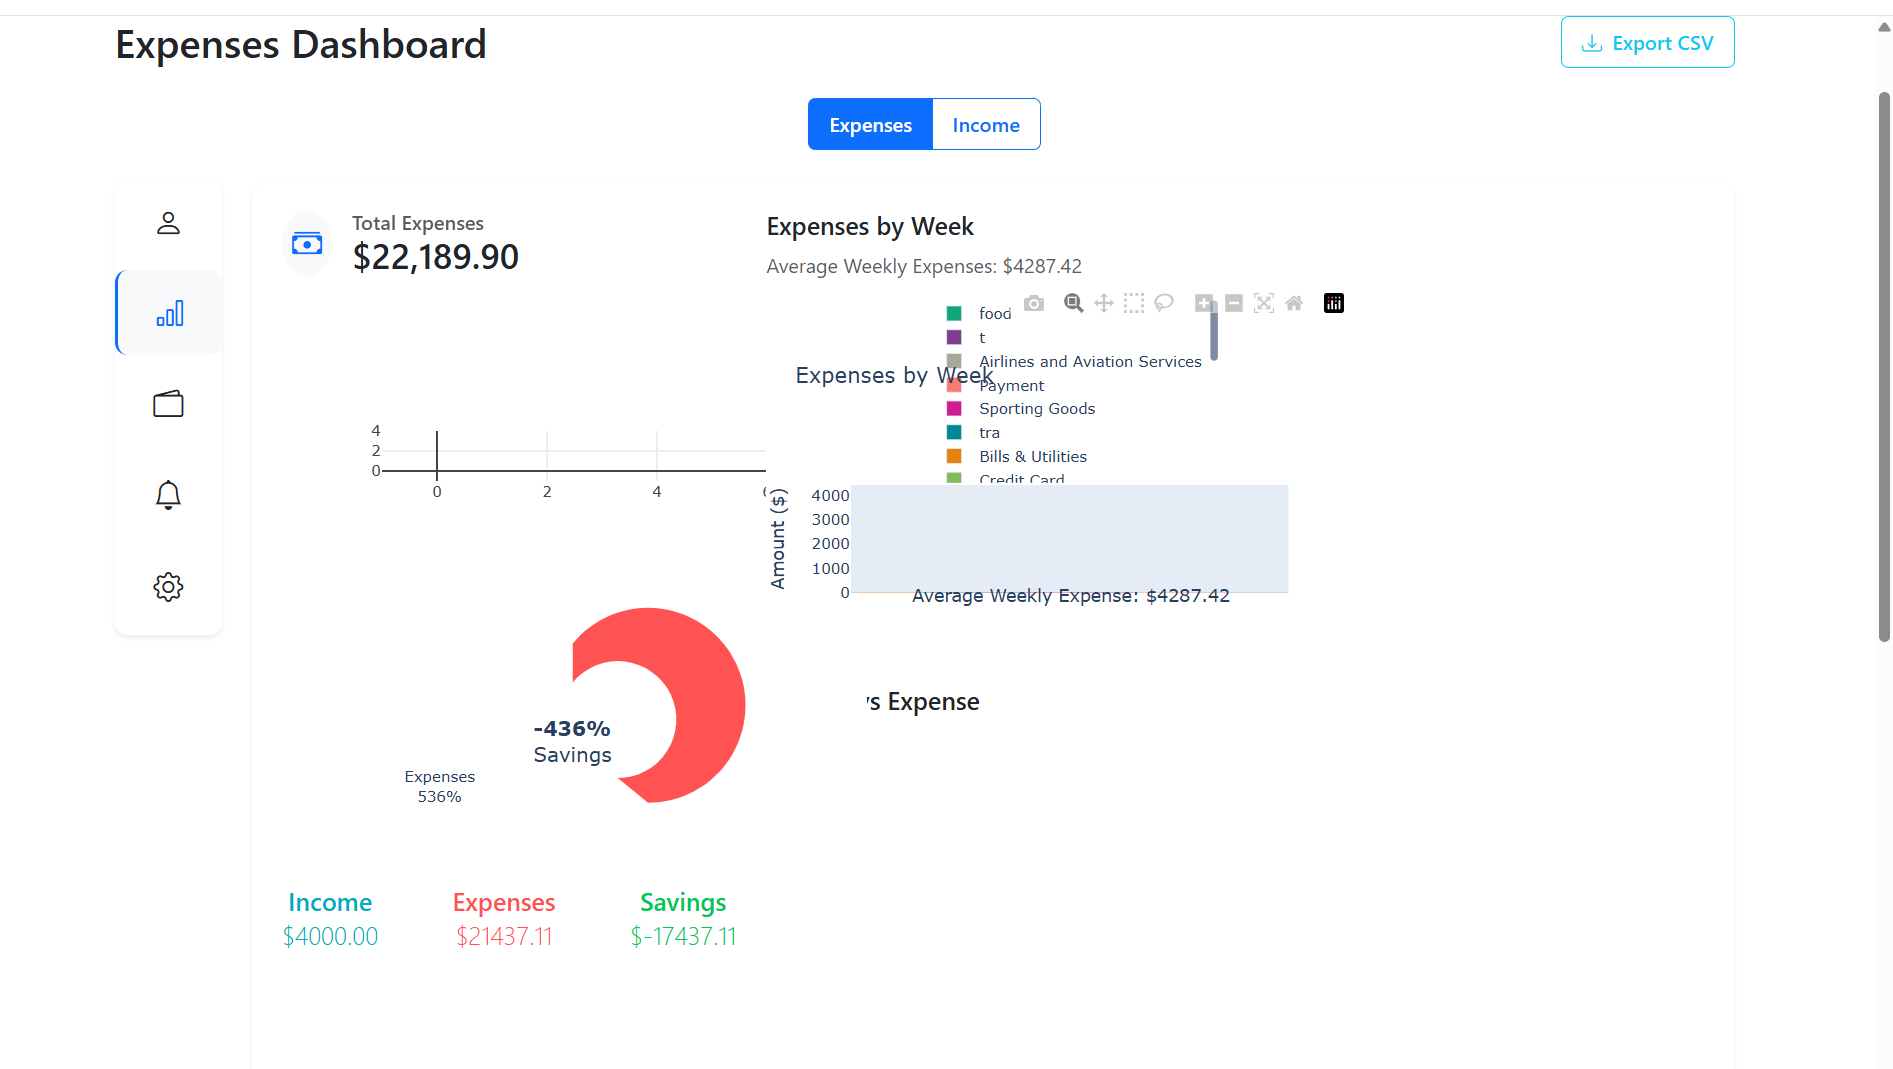 Expenses Dashboard
Export CSV
Expenses
Income
Total Expenses
$22,189.90
Expenses by Week
Average Weekly Expenses: $4287.42
food
t
Airlines and Aviation Services
Expenses by Week
Payment
Sporting Goods
tra
Bills & Utilities
Credit Card
4
2
0
0
2
4
6
Amount ($)
4000
3000
2000
1000
0
Average Weekly Expense: $4287.42
s Expense
-436%
Savings
Expenses
536%
Income
$4000.00
Expenses
$21437.11
Savings
$-17437.11